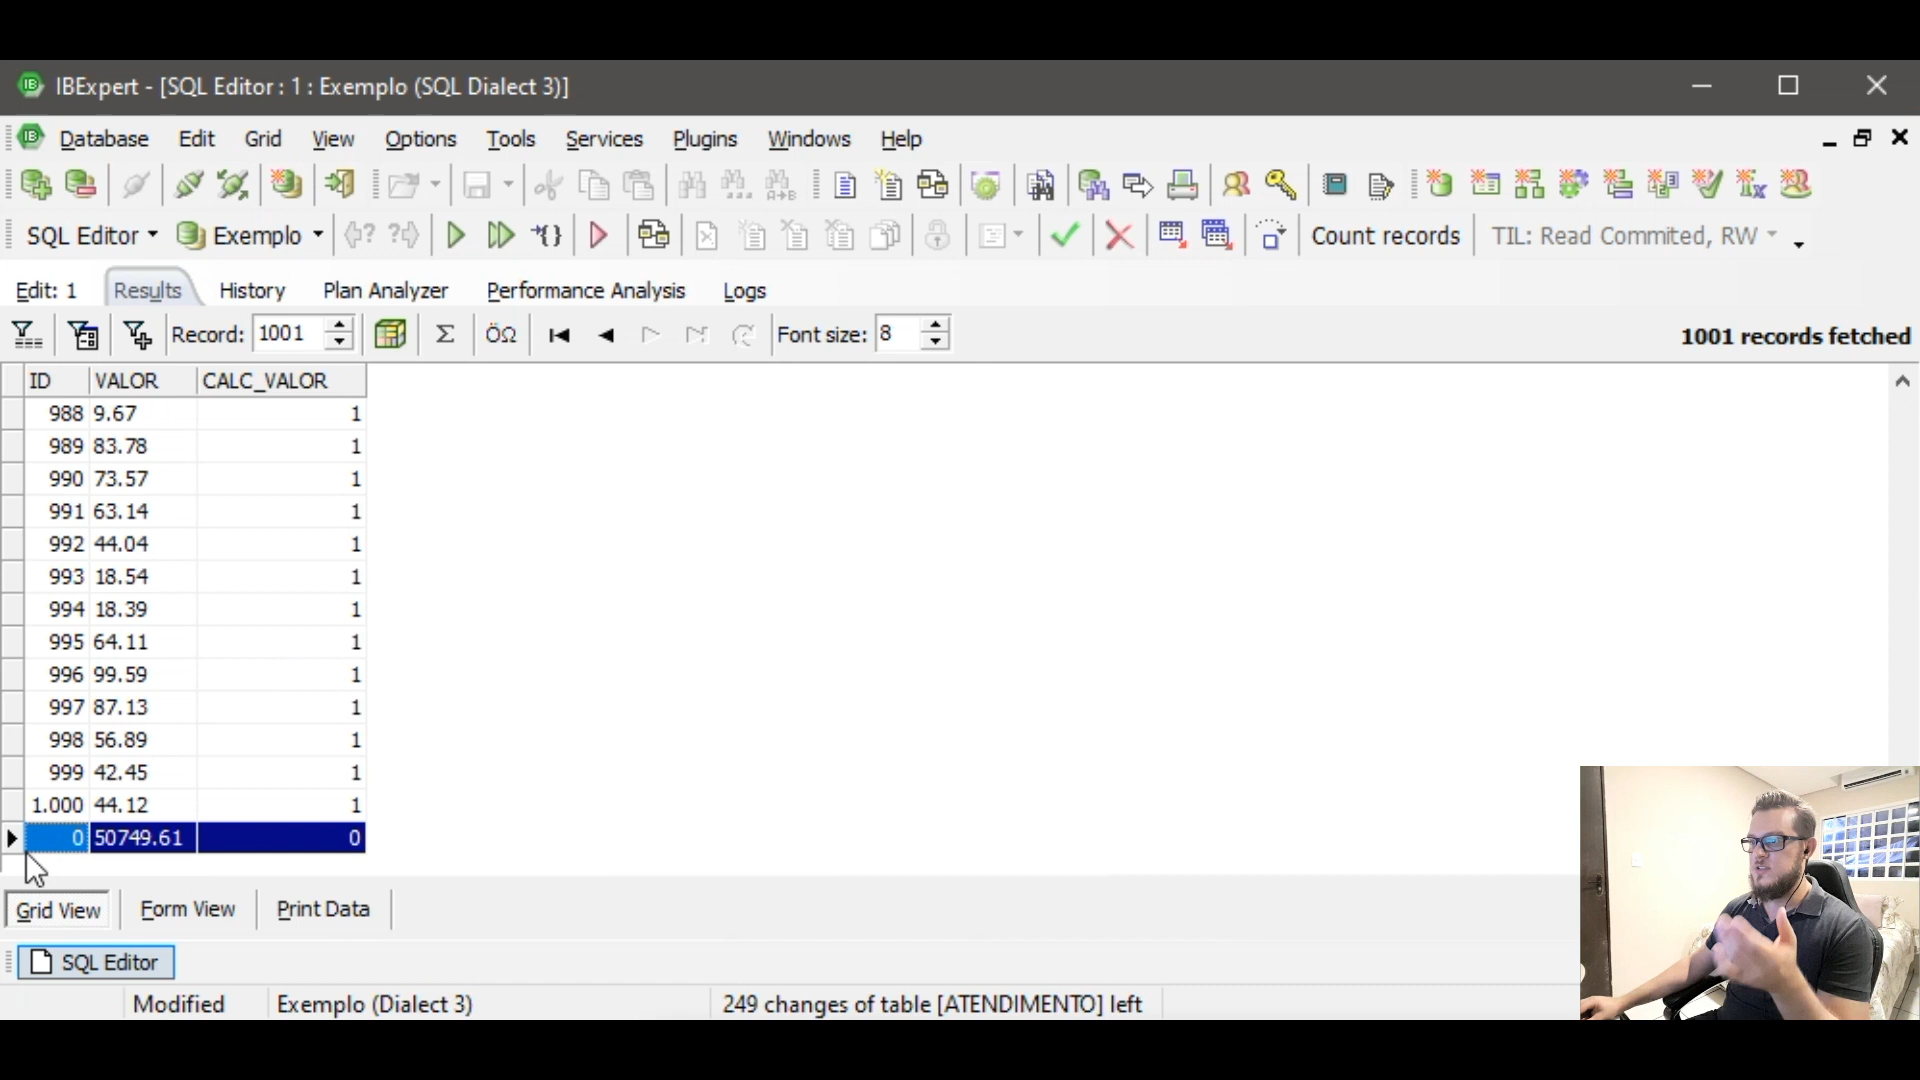 IBExpert - [SQL Editor : 1 : Exemplo (SQL Dialect 3)]
Database Edit Grid View Options Tools Services Plugins Windows Help
SQL Editor Exemplo Count records TIL: Read Commited, RW
Edit: 1 Results History Plan Analyzer Performance Analysis Logs
Record: 1001 Σ ÖΩ Font size: 8 1001 records fetched
ID VALOR CALC_VALOR
988 9.67 1
989 83.78 1
990 73.57 1
991 63.14 1
992 44.04 1
993 18.54 1
994 18.39 1
995 64.11 1
996 99.59 1
997 87.13 1
998 56.89 1
999 42.45 1
1.000 44.12 1
0 50749.61 0
Grid View Form View Print Data
SQL Editor
Modified Exemplo (Dialect 3) 249 changes of table [ATENDIMENTO] left